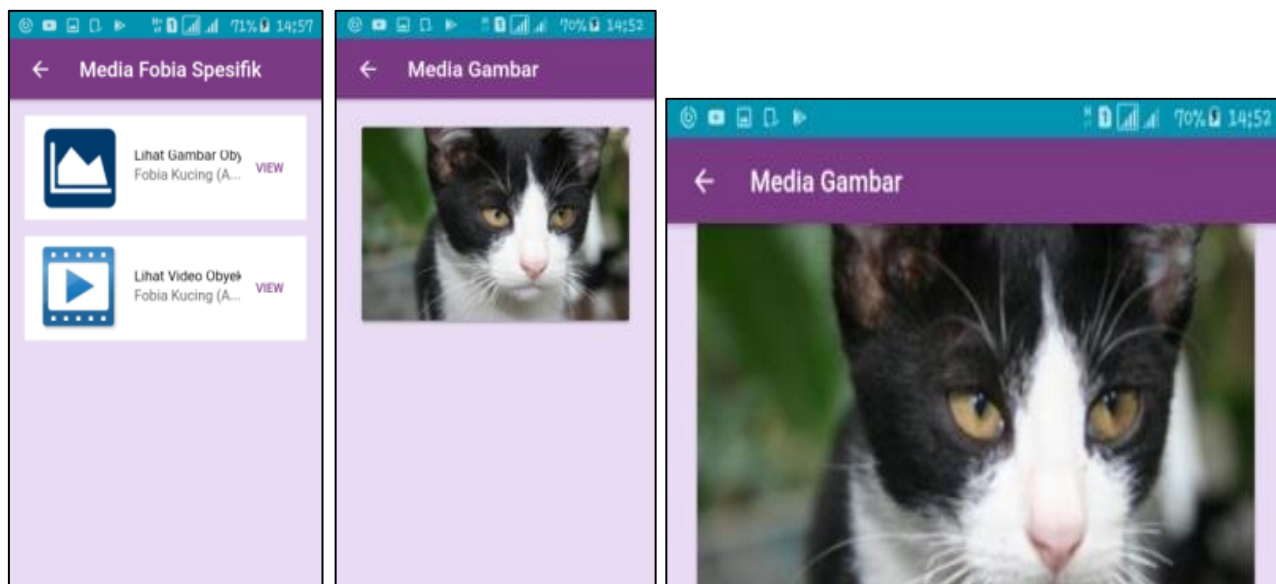 71% 14:57
Media Fobia Spesifik
Lihat Gambar Oby
Fobia Kucing (A...
VIEW
Lihat Video Obyek
Fobia Kucing (A...
VIEW
70% 14:52
Media Gambar
70% 14:52
Media Gambar